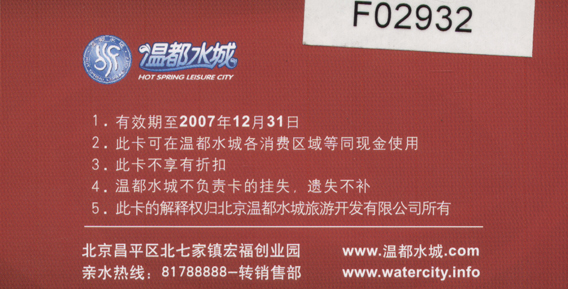 F02932
温都水城
HOT SPRING LEISURE CITY
1．有效期至2007年12月31日
2．此卡可在温都水城各消费区域等同现金使用
3．此卡不享有折扣
4．温都水城不负责卡的挂失，遗失不补
5．此卡的解释权归北京温都水城旅游开发有限公司所有
北京昌平区北七家镇宏福创业园 www.温都水城.com
亲水热线：81788888-转销售部 www.watercity.info